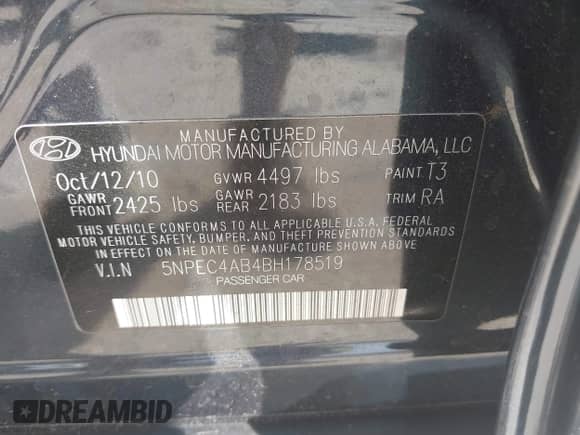 MANUFACTURED BY
HYUNDAI MOTOR MANUFACTURING ALABAMA, LLC
Oct/12/10 GVWR 4497 lbs PAINT T3
GAWR FRONT 2425 lbs GAWR REAR 2183 lbs TRIM RA
THIS VEHICLE CONFORMS TO ALL APPLICABLE U.S.A. FEDERAL
MOTOR VEHICLE SAFETY, BUMPER, AND THEFT PREVENTION STANDARDS
IN EFFECT ON THE DATE OF MANUFACTURE SHOWN ABOVE.
V.I.N 5NPEC4AB4BH178519
PASSENGER CAR
DREAMBID